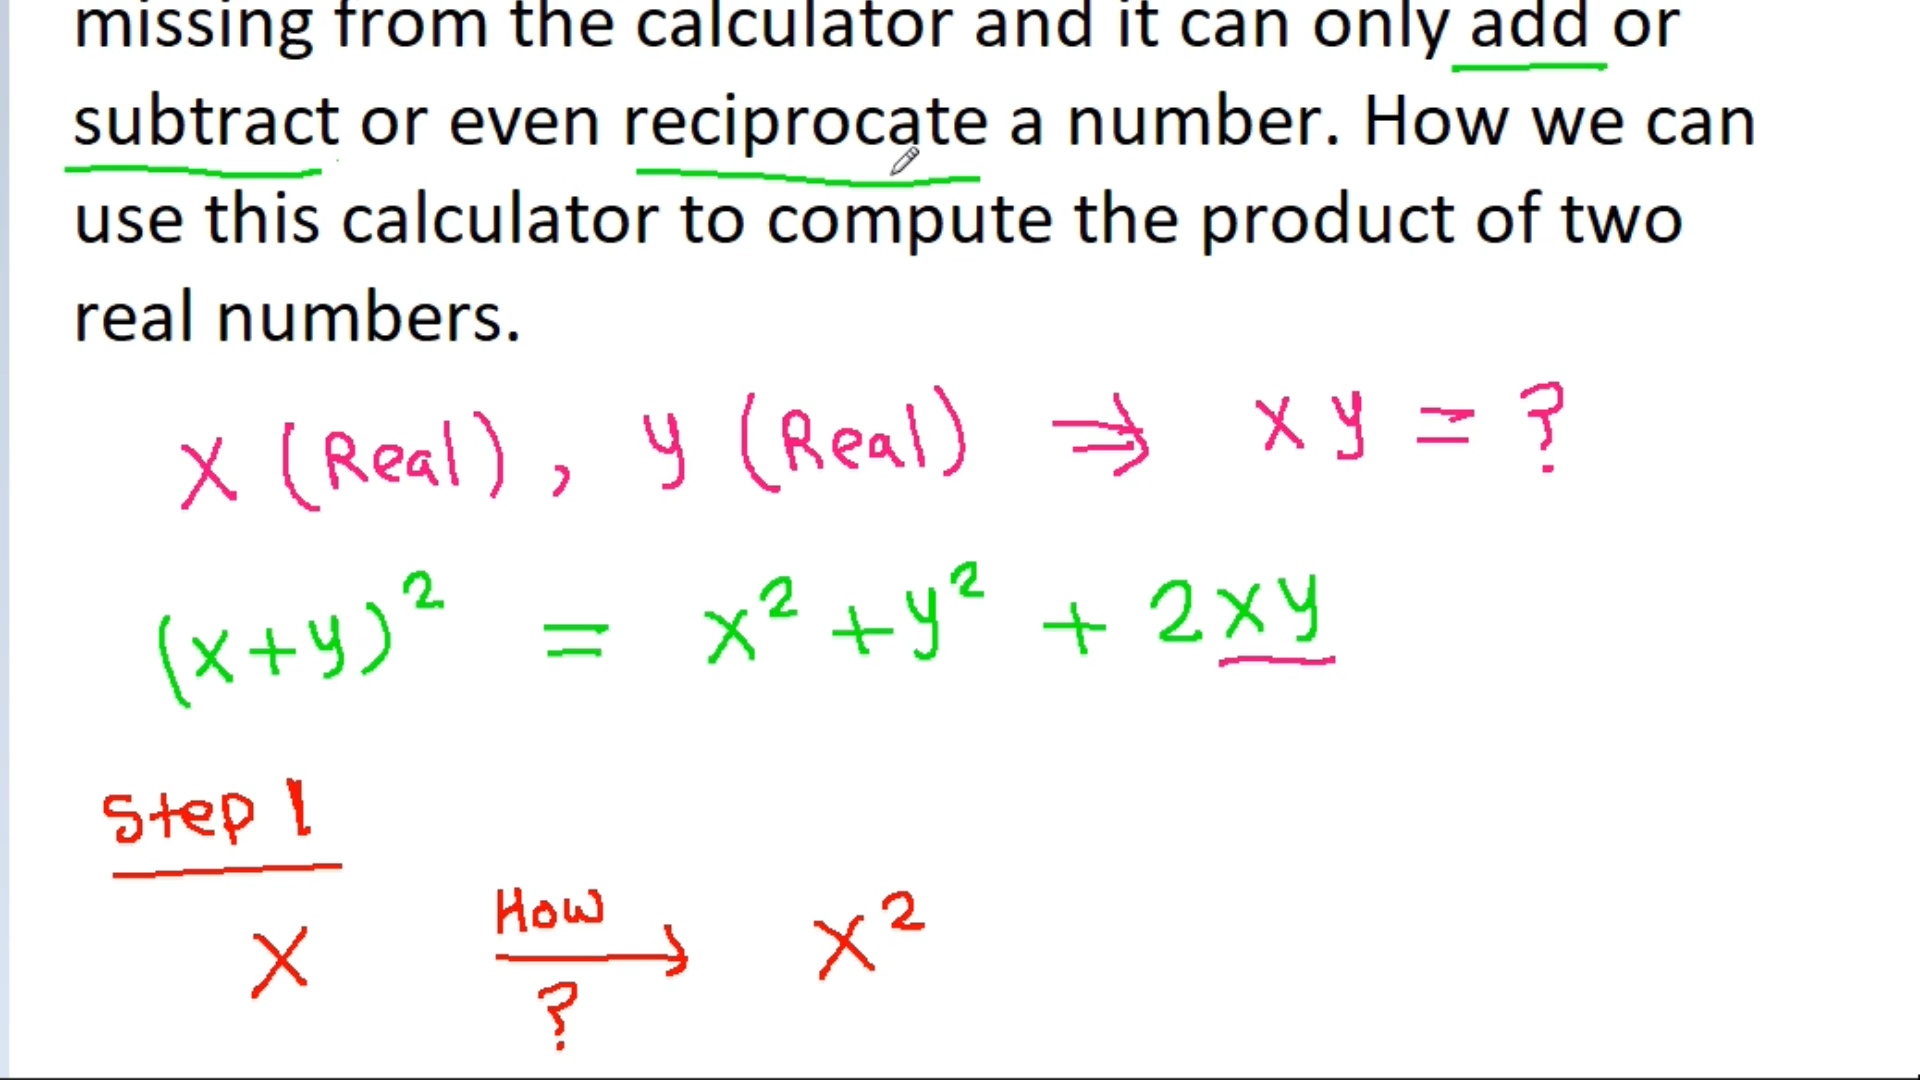 missing from the calculator and it can only add or
subtract or even reciprocate a number. How we can
use this calculator to compute the product of two
real numbers.
x (Real), y (Real) ⇒ xy = ?
(x+y)² = x² + y² + 2xy
Step 1
x How ? → x²